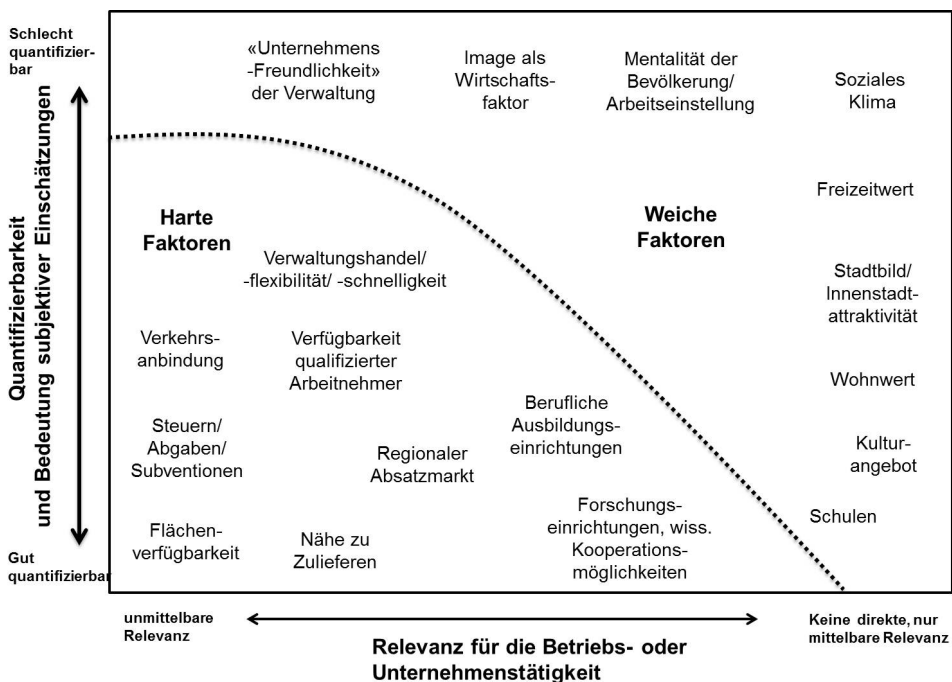 Schlecht
quantifizier-
bar
Quantifizierbarkeit
und Bedeutung subjektiver Einschätzungen
Gut
quantifizierbar
«Unternehmens
-Freundlichkeit»
der Verwaltung
Image als
Wirtschafts-
faktor
Mentalität der
Bevölkerung/
Arbeitseinstellung
Soziales
Klima
Harte
Faktoren
Weiche
Faktoren
Freizeitwert
Verwaltungshandel/
-flexibilität/ -schnelligkeit
Stadtbild/
Innenstadt-
attraktivität
Verkehrs-
anbindung
Verfügbarkeit
qualifizierter
Arbeitnehmer
Wohnwert
Steuern/
Abgaben/
Subventionen
Regionaler
Absatzmarkt
Berufliche
Ausbildungs-
einrichtungen
Kultur-
angebot
Flächen-
verfügbarkeit
Nähe zu
Zulieferen
Forschungs-
einrichtungen, wiss.
Kooperations-
möglichkeiten
Schulen
unmittelbare
Relevanz
Relevanz für die Betriebs- oder
Unternehmenstätigkeit
Keine direkte, nur
mittelbare Relevanz